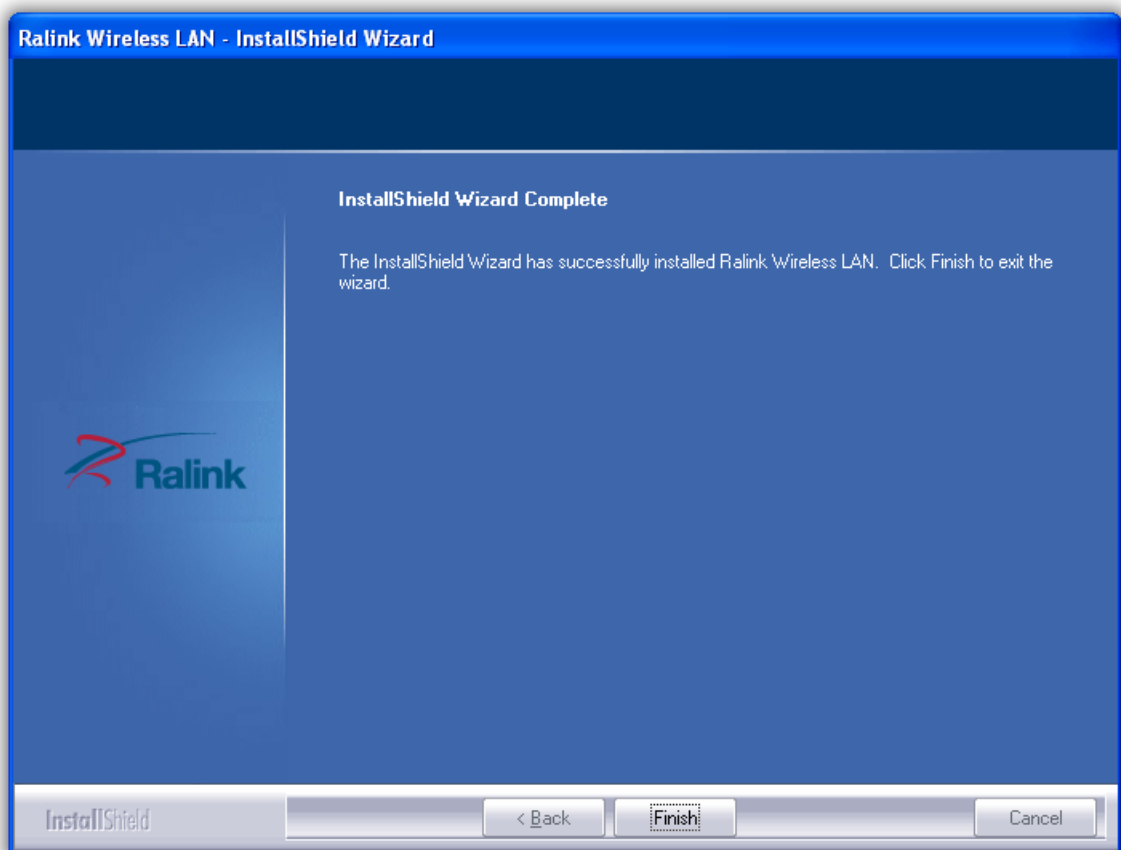 Ralink Wireless LAN - InstallShield Wizard
InstallShield Wizard Complete
The InstallShield Wizard has successfully installed Ralink Wireless LAN. Click Finish to exit the
wizard.
Ralink
InstallShield
< Back
Finish
Cancel